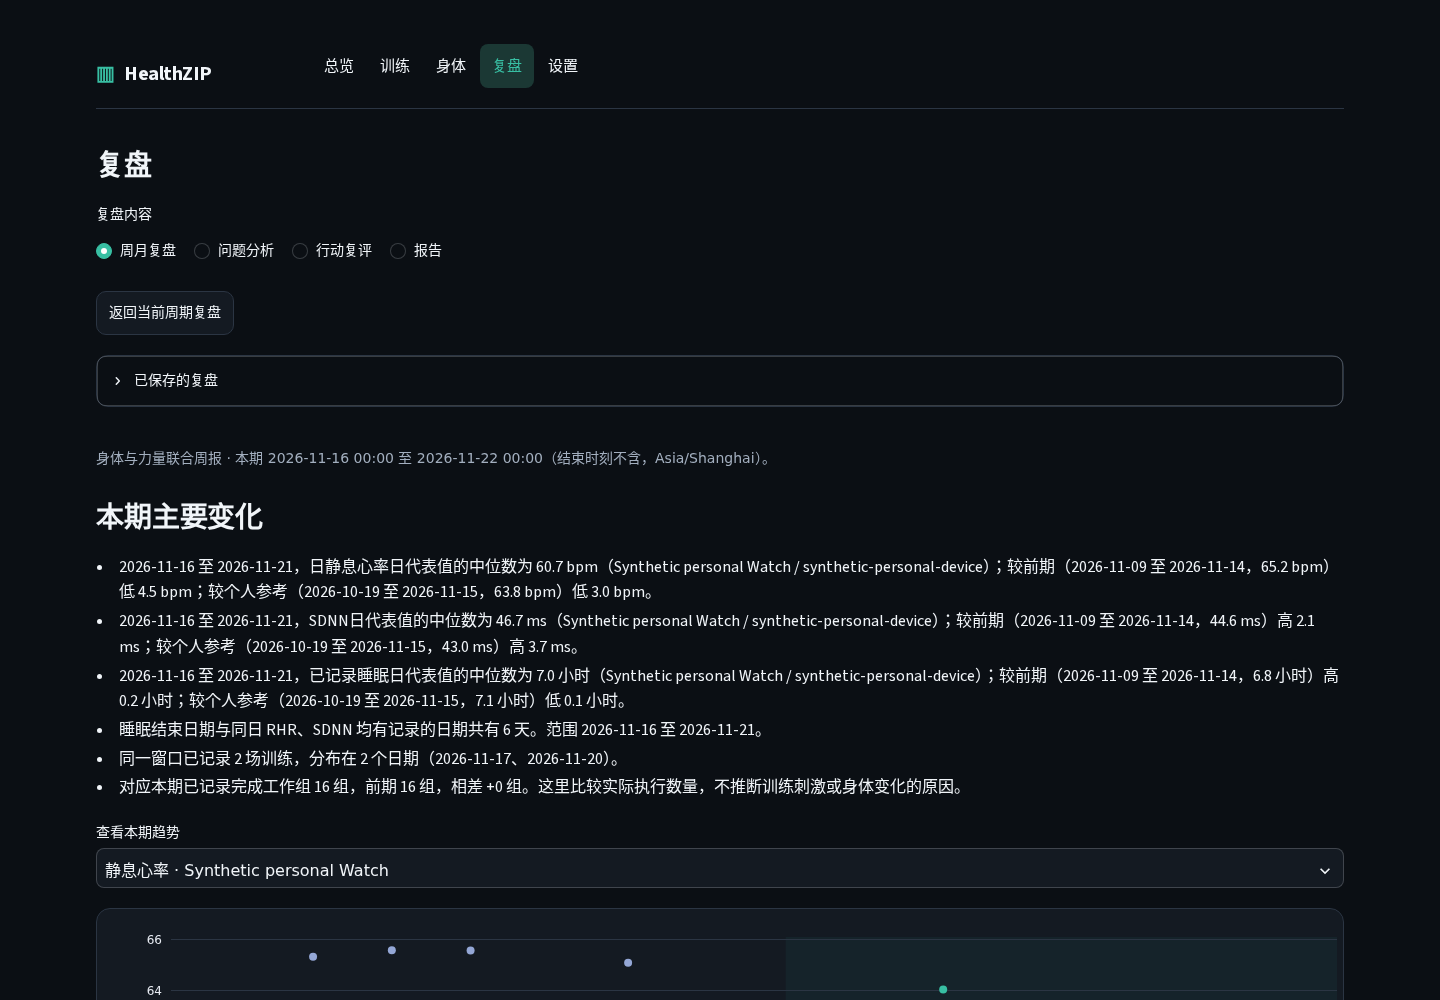 HealthZIP
总览 训练 身体 复盘 设置
复盘
复盘内容
周月复盘 问题分析 行动复评 报告
返回当前周期复盘
已保存的复盘
身体与力量联合周报 · 本期 2026-11-16 00:00 至 2026-11-22 00:00（结束时刻不含，Asia/Shanghai）。
本期主要变化
2026-11-16 至 2026-11-21，日静息心率日代表值的中位数为 60.7 bpm（Synthetic personal Watch / synthetic-personal-device）；较前期（2026-11-09 至 2026-11-14，65.2 bpm）
低 4.5 bpm；较个人参考（2026-10-19 至 2026-11-15，63.8 bpm）低 3.0 bpm。
2026-11-16 至 2026-11-21，SDNN日代表值的中位数为 46.7 ms（Synthetic personal Watch / synthetic-personal-device）；较前期（2026-11-09 至 2026-11-14，44.6 ms）高 2.1
ms；较个人参考（2026-10-19 至 2026-11-15，43.0 ms）高 3.7 ms。
2026-11-16 至 2026-11-21，已记录睡眠日代表值的中位数为 7.0 小时（Synthetic personal Watch / synthetic-personal-device）；较前期（2026-11-09 至 2026-11-14，6.8 小时）高
0.2 小时；较个人参考（2026-10-19 至 2026-11-15，7.1 小时）低 0.1 小时。
睡眠结束日期与同日 RHR、SDNN 均有记录的日期共有 6 天。范围 2026-11-16 至 2026-11-21。
同一窗口已记录 2 场训练，分布在 2 个日期（2026-11-17、2026-11-20）。
对应本期已记录完成工作组 16 组，前期 16 组，相差 +0 组。这里比较实际执行数量，不推断训练刺激或身体变化的原因。
查看本期趋势
静息心率 · Synthetic personal Watch
66
64